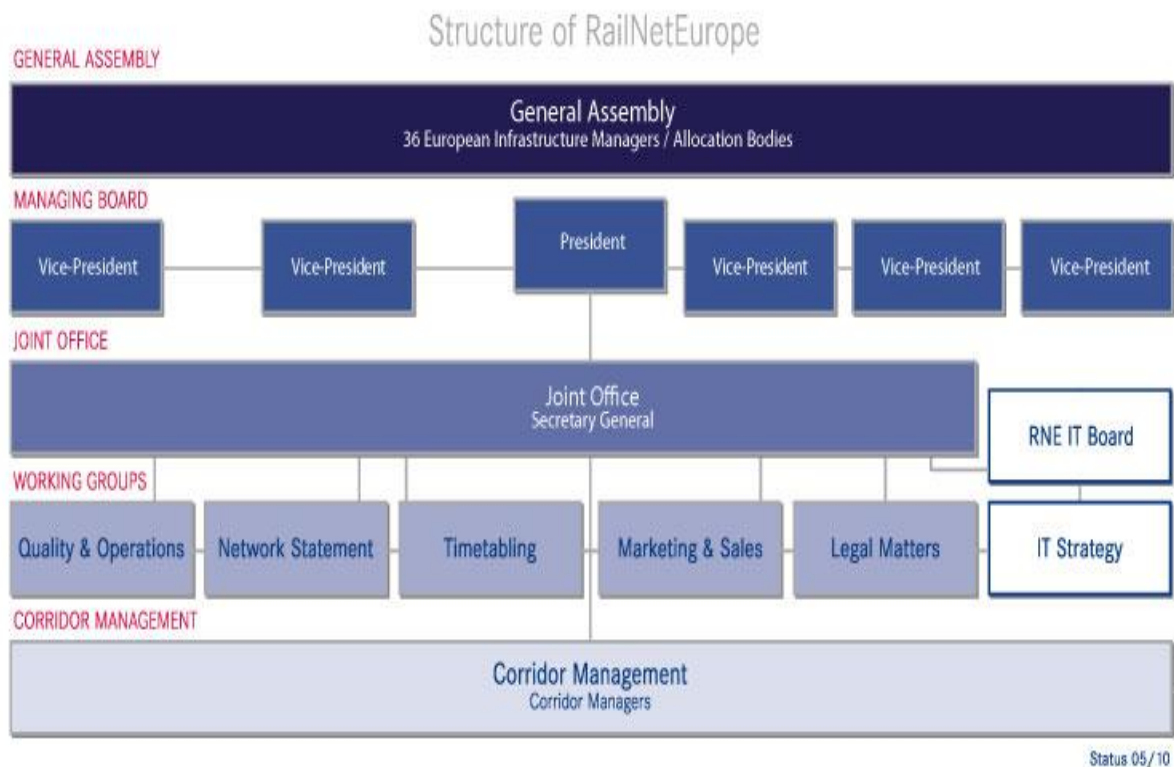 Structure of RailNetEurope
GENERAL ASSEMBLY
General Assembly
36 European Infrastructure Managers / Allocation Bodies
MANAGING BOARD
Vice-President
Vice-President
President
Vice-President
Vice-President
Vice-President
JOINT OFFICE
Joint Office
Secretary General
RNE IT Board
WORKING GROUPS
Quality & Operations
Network Statement
Timetabling
Marketing & Sales
Legal Matters
IT Strategy
CORRIDOR MANAGEMENT
Corridor Management
Corridor Managers
Status 05/10